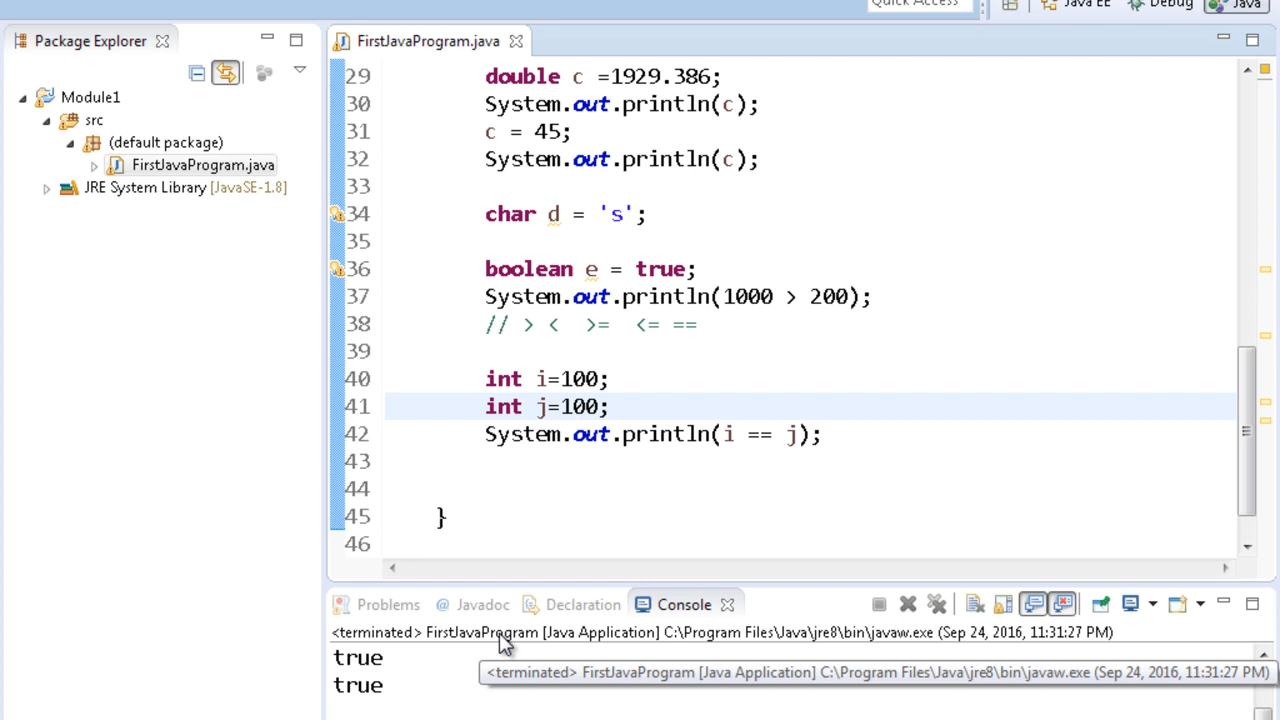 Quick Access
Java EE
Debug
Java
Package Explorer
Module1
src
(default package)
FirstJavaProgram.java
JRE System Library [JavaSE-1.8]
FirstJavaProgram.java
29 double c =1929.386;
30 System.out.println(c);
31 c = 45;
32 System.out.println(c);
33
34 char d = 's';
35
36 boolean e = true;
37 System.out.println(1000 > 200);
38 // > <  >=  <= ==
39
40 int i=100;
41 int j=100;
42 System.out.println(i == j);
43
44
45 }
46
Problems @ Javadoc Declaration Console
<terminated> FirstJavaProgram [Java Application] C:\Program Files\Java\jre8\bin\javaw.exe (Sep 24, 2016, 11:31:27 PM)
true
<terminated> FirstJavaProgram [Java Application] C:\Program Files\Java\jre8\bin\javaw.exe (Sep 24, 2016, 11:31:27 PM)
true